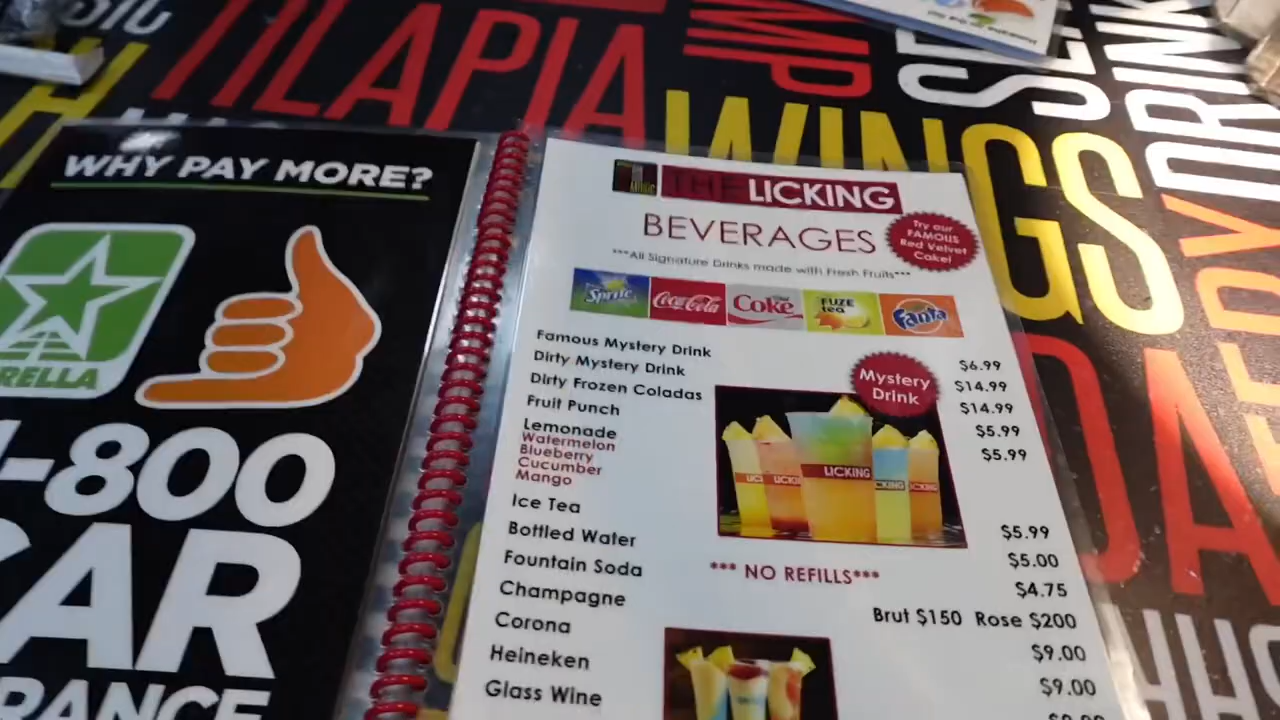 TILAPIA
WINGS
DRINK
WHY PAY MORE?
RELLA
1-800
CAR
RANCE
THE LICKING
BEVERAGES
Try our
FAMOUS
Red Velvet
Cake!
***All Signature Drinks made with Fresh Fruits***
Sprite
Coca-Cola
Coke
FUZE
tea
Fanta
Famous Mystery Drink $6.99
Dirty Mystery Drink $14.99
Dirty Frozen Coladas $14.99
Fruit Punch $5.99
Lemonade $5.99
Watermelon
Blueberry
Cucumber
Mango
Mystery
Drink
LICKING
Ice Tea $5.99
Bottled Water $5.00
Fountain Soda $4.75
*** NO REFILLS***
Champagne Brut $150 Rose $200
Corona $9.00
Heineken $9.00
Glass Wine